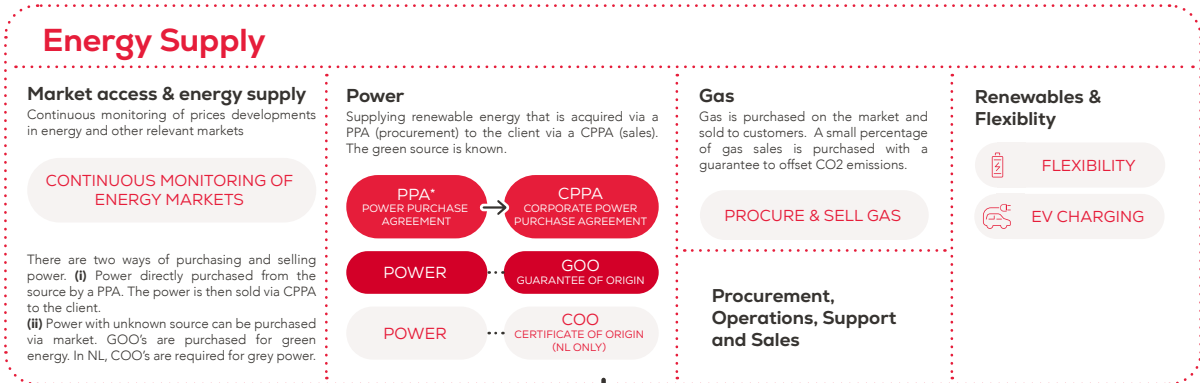 Energy Supply
Market access & energy supply
Continuous monitoring of prices developments
in energy and other relevant markets
CONTINUOUS MONITORING OF
ENERGY MARKETS
There are two ways of purchasing and selling
power. (i) Power directly purchased from the
source by a PPA. The power is then sold via CPPA
to the client.
(ii) Power with unknown source can be purchased
via market. GOO's are purchased for green
energy. In NL, COO's are required for grey power.
Power
Supplying renewable energy that is acquired via a
PPA (procurement) to the client via a CPPA (sales).
The green source is known.
PPA*
POWER PURCHASE
AGREEMENT
CPPA
CORPORATE POWER
PURCHASE AGREEMENT
POWER
GOO
GUARANTEE OF ORIGIN
POWER
COO
CERTIFICATE OF ORIGIN
(NL ONLY)
Gas
Gas is purchased on the market and
sold to customers. A small percentage
of gas sales is purchased with a
guarantee to offset CO2 emissions.
PROCURE & SELL GAS
Procurement,
Operations, Support
and Sales
Renewables &
Flexiblity
FLEXIBILITY
EV CHARGING